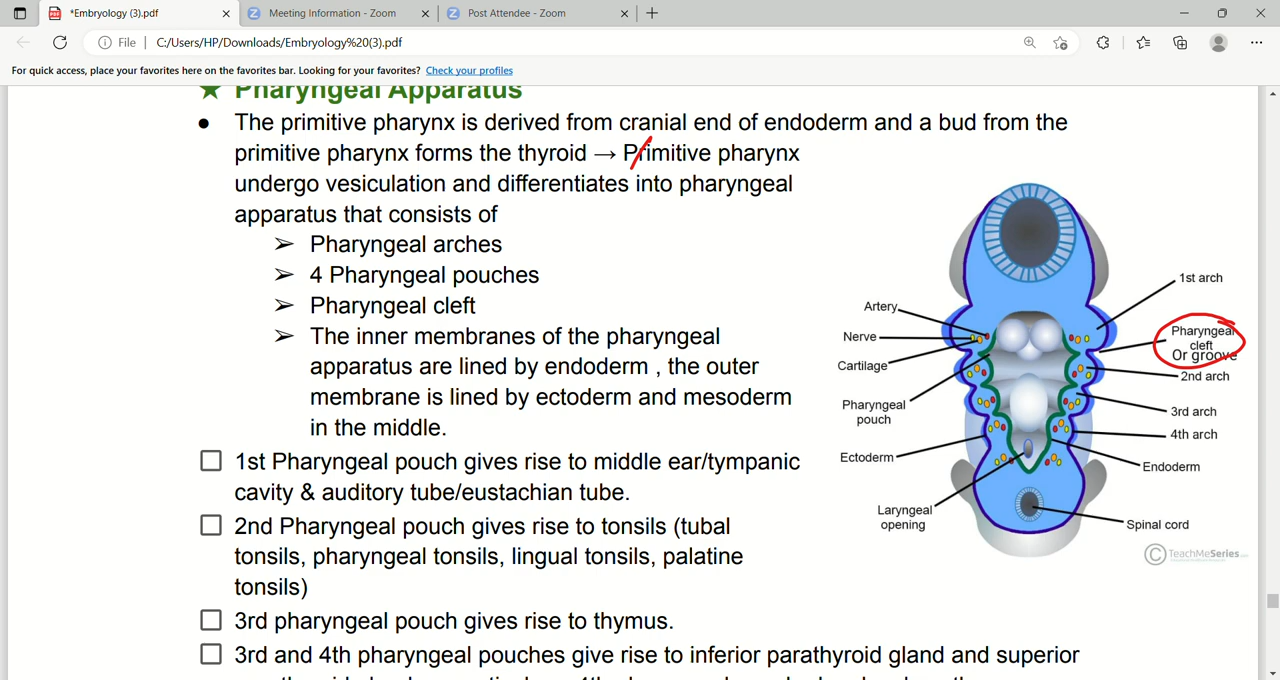 *Embryology (3).pdf
Meeting Information - Zoom
Post Attendee - Zoom
File
C:/Users/HP/Downloads/Embryology%20(3).pdf
For quick access, place your favorites here on the favorites bar. Looking for your favorites? Check your profiles
★ Pharyngeal Apparatus
● The primitive pharynx is derived from cranial end of endoderm and a bud from the
primitive pharynx forms the thyroid → Primitive pharynx
undergo vesiculation and differentiates into pharyngeal
apparatus that consists of
➢ Pharyngeal arches
➢ 4 Pharyngeal pouches
➢ Pharyngeal cleft
➢ The inner membranes of the pharyngeal
apparatus are lined by endoderm , the outer
membrane is lined by ectoderm and mesoderm
in the middle.
1st Pharyngeal pouch gives rise to middle ear/tympanic
cavity & auditory tube/eustachian tube.
2nd Pharyngeal pouch gives rise to tonsils (tubal
tonsils, pharyngeal tonsils, lingual tonsils, palatine
tonsils)
3rd pharyngeal pouch gives rise to thymus.
3rd and 4th pharyngeal pouches give rise to inferior parathyroid gland and superior
Artery
Nerve
Cartilage
Pharyngeal
pouch
Ectoderm
Laryngeal
opening
1st arch
Pharyngeal
cleft
Or groove
2nd arch
3rd arch
4th arch
Endoderm
Spinal cord
© TeachMeSeries